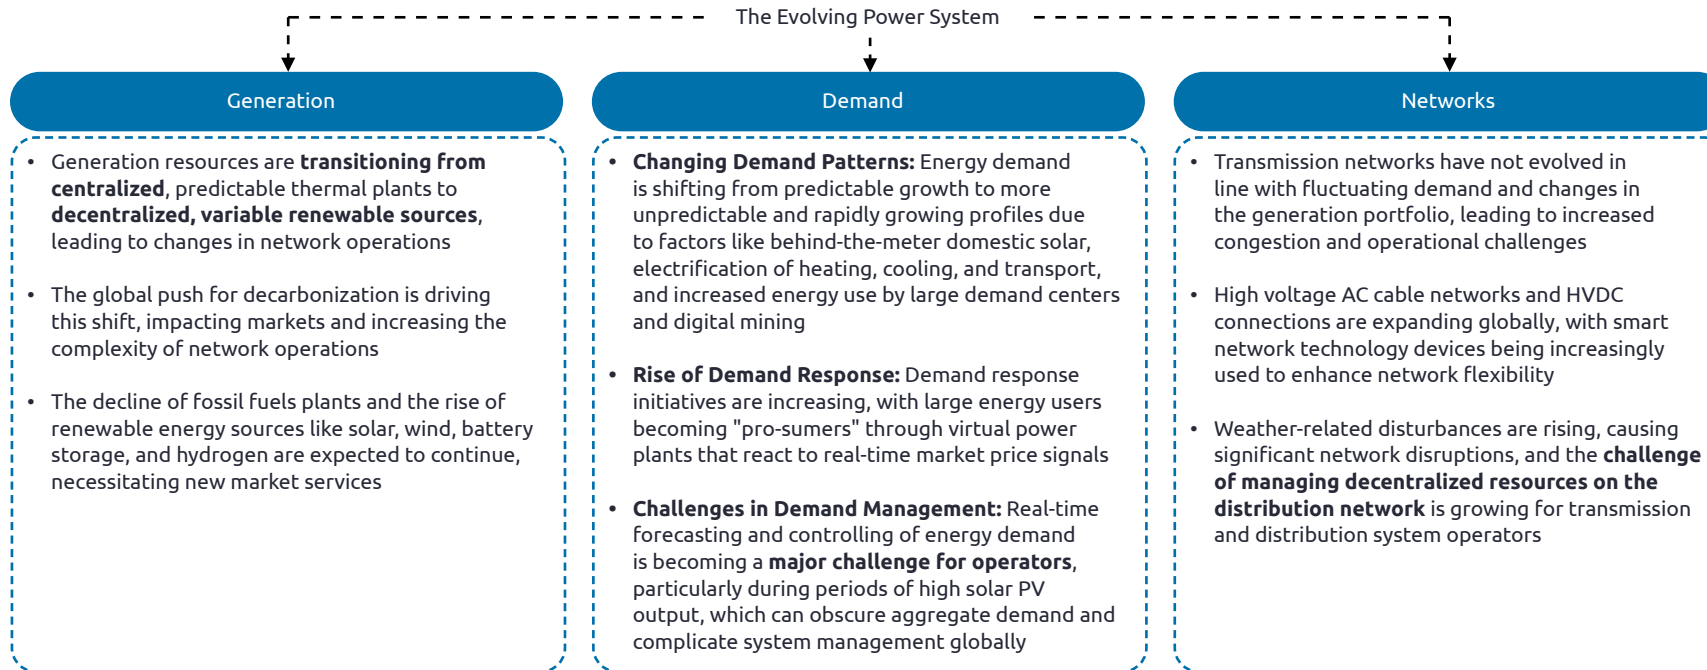 The Evolving Power System
Generation
• Generation resources are transitioning from
centralized, predictable thermal plants to
decentralized, variable renewable sources,
leading to changes in network operations
• The global push for decarbonization is driving
this shift, impacting markets and increasing the
complexity of network operations
• The decline of fossil fuels plants and the rise of
renewable energy sources like solar, wind, battery
storage, and hydrogen are expected to continue,
necessitating new market services
Demand
• Changing Demand Patterns: Energy demand
is shifting from predictable growth to more
unpredictable and rapidly growing profiles due
to factors like behind-the-meter domestic solar,
electrification of heating, cooling, and transport,
and increased energy use by large demand centers
and digital mining
• Rise of Demand Response: Demand response
initiatives are increasing, with large energy users
becoming "pro-sumers" through virtual power
plants that react to real-time market price signals
• Challenges in Demand Management: Real-time
forecasting and controlling of energy demand
is becoming a major challenge for operators,
particularly during periods of high solar PV
output, which can obscure aggregate demand and
complicate system management globally
Networks
• Transmission networks have not evolved in
line with fluctuating demand and changes in
the generation portfolio, leading to increased
congestion and operational challenges
• High voltage AC cable networks and HVDC
connections are expanding globally, with smart
network technology devices being increasingly
used to enhance network flexibility
• Weather-related disturbances are rising, causing
significant network disruptions, and the challenge
of managing decentralized resources on the
distribution network is growing for transmission
and distribution system operators